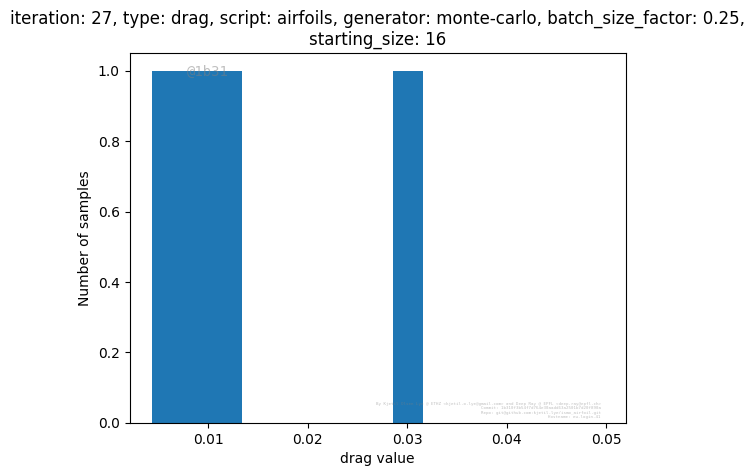 iteration: 27, type: drag, script: airfoils, generator: monte-carlo, batch_size_factor: 0.25,
starting_size: 16
@1b31
1.0
0.8
0.6
0.4
0.2
0.0
Number of samples
0.01
0.02
0.03
0.04
0.05
drag value